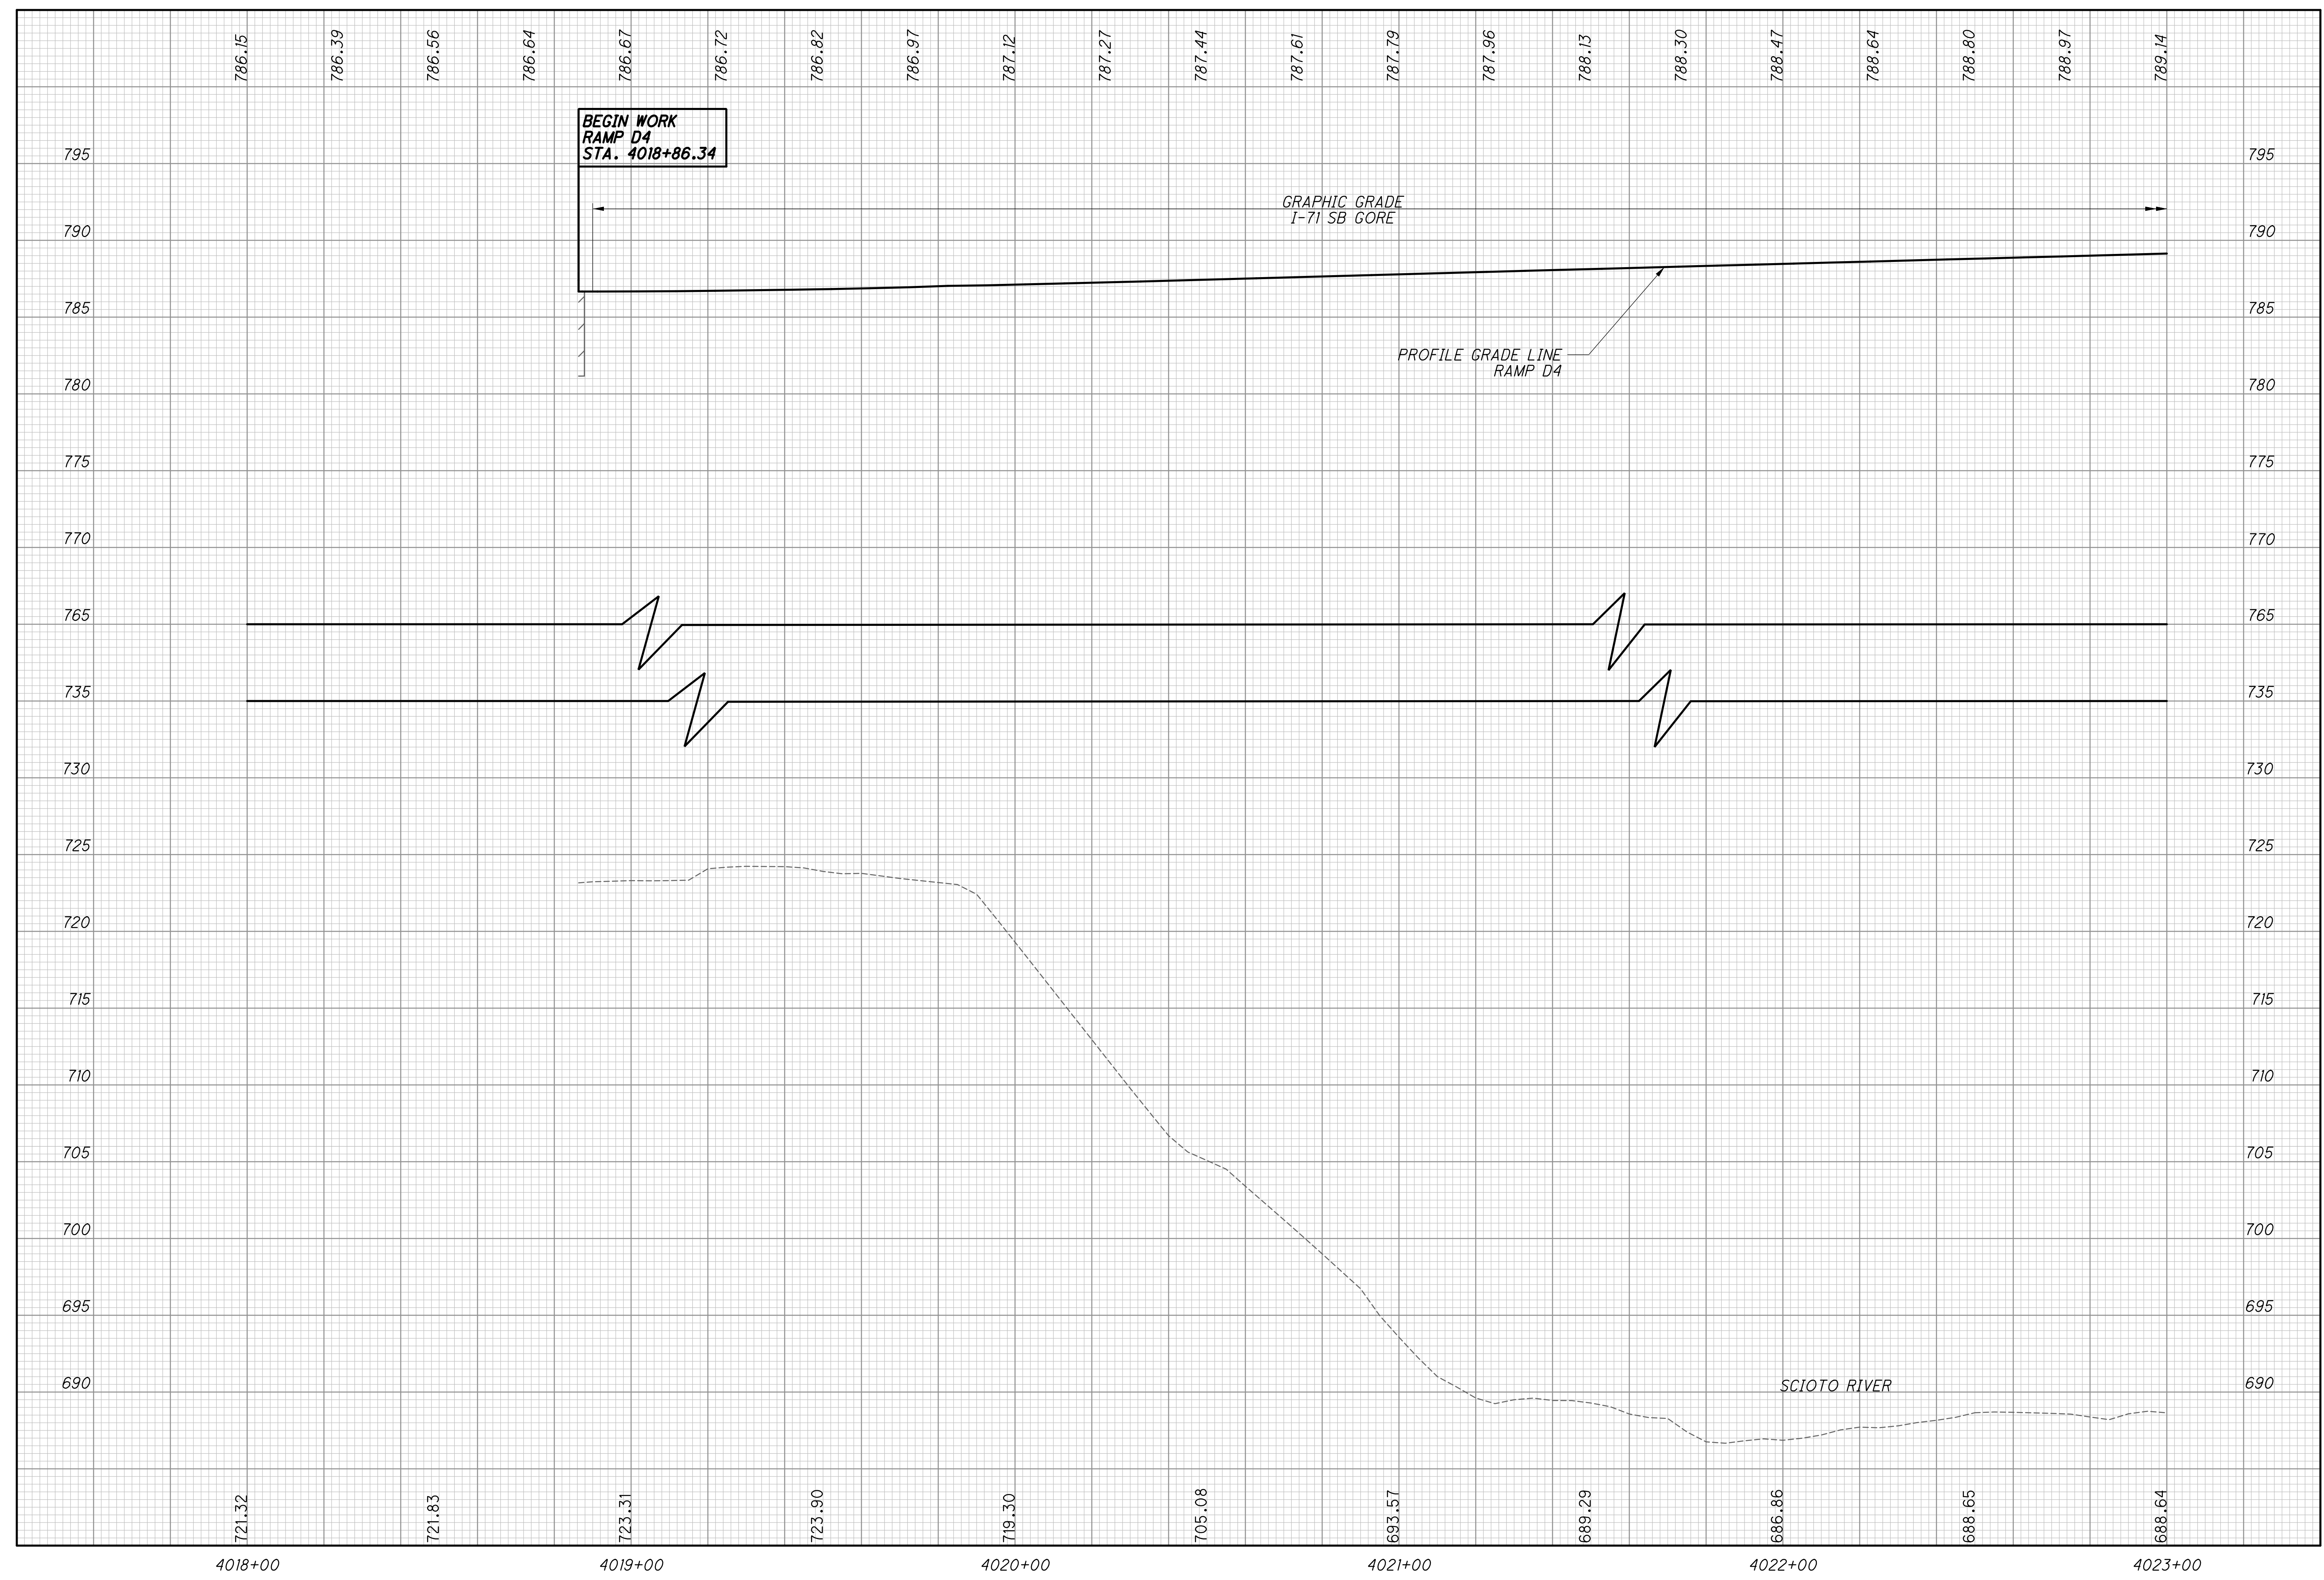 786.15 786.39 786.56 786.64 786.67 786.72 786.82 786.97 787.12 787.27 787.44 787.61 787.79 787.96 788.13 788.30 788.47 788.64 788.80 788.97 789.14
BEGIN WORK
RAMP D4
STA. 4018+86.34
795 795
GRAPHIC GRADE
I-71 SB GORE
790 790
785 785
PROFILE GRADE LINE
RAMP D4
780 780
775 775
770 770
765 765
735 735
730 730
725 725
720 720
715 715
710 710
705 705
700 700
695 695
690 690
SCIOTO RIVER
721.32 721.83 723.31 723.90 719.30 705.08 693.57 689.29 686.86 688.65 688.64
4018+00 4019+00 4020+00 4021+00 4022+00 4023+00